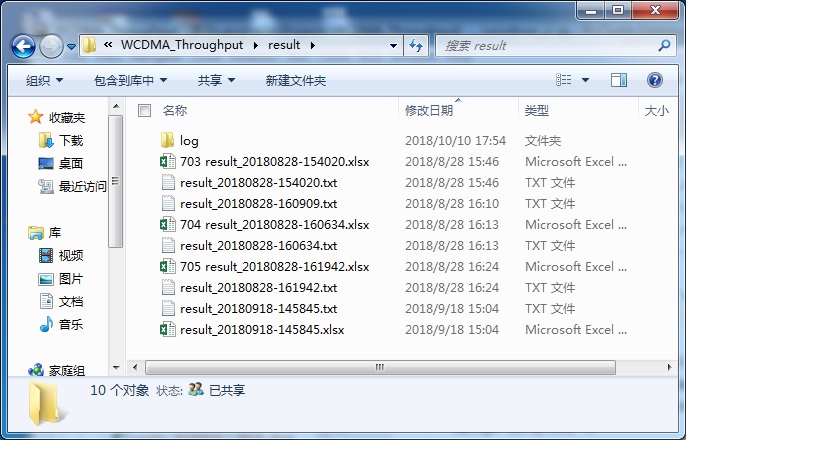 « WCDMA_Throughput result
搜索 result
组织 包含到库中 共享 新建文件夹
收藏夹
下载
桌面
最近访问
库
视频
图片
文档
音乐
家庭组
名称 修改日期 类型 大小
log 2018/10/10 17:54 文件夹
703 result_20180828-154020.xlsx 2018/8/28 15:46 Microsoft Excel ...
result_20180828-154020.txt 2018/8/28 15:46 TXT 文件
result_20180828-160909.txt 2018/8/28 16:10 TXT 文件
704 result_20180828-160634.xlsx 2018/8/28 16:13 Microsoft Excel ...
result_20180828-160634.txt 2018/8/28 16:13 TXT 文件
705 result_20180828-161942.xlsx 2018/8/28 16:24 Microsoft Excel ...
result_20180828-161942.txt 2018/8/28 16:24 TXT 文件
result_20180918-145845.txt 2018/9/18 15:04 TXT 文件
result_20180918-145845.xlsx 2018/9/18 15:04 Microsoft Excel ...
10 个对象 状态: 已共享